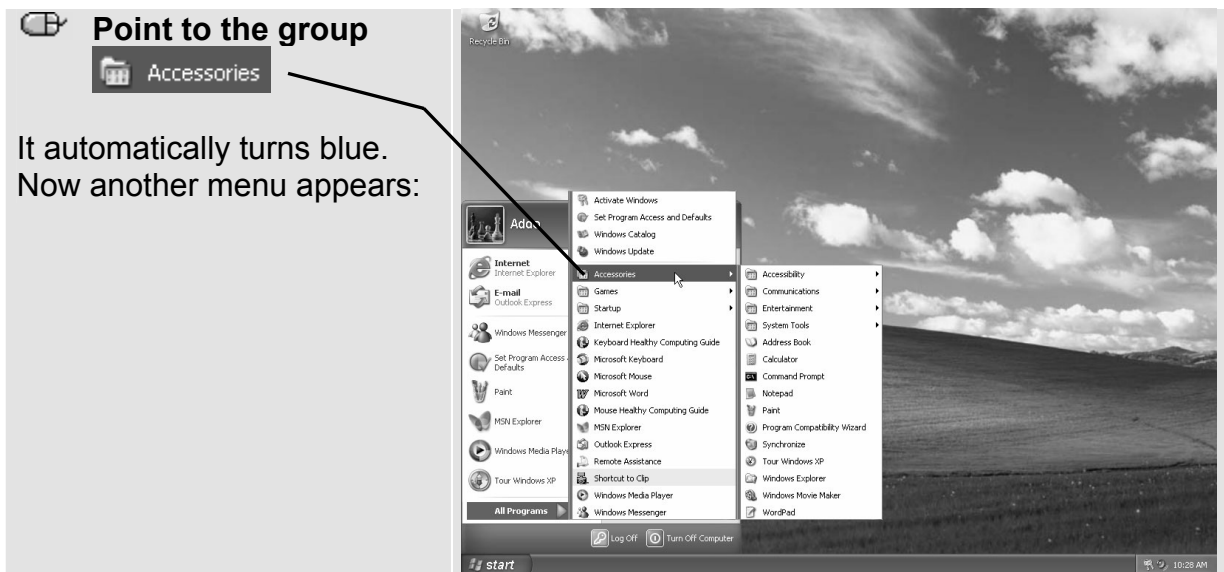 Point to the group
Accessories
It automatically turns blue.
Now another menu appears:
Recycle Bin
Internet
Internet Explorer
E-mail
Outlook Express
Windows Messenger
Set Program Access
Defaults
Paint
MSN Explorer
Windows Media Playe
Tour Windows XP
All Programs
Activate Windows
Set Program Access and Defaults
Windows Catalog
Windows Update
Accessories
Games
Startup
Internet Explorer
Keyboard Healthy Computing Guide
Microsoft Keyboard
Microsoft Mouse
Microsoft Word
Mouse Healthy Computing Guide
MSN Explorer
Outlook Express
Remote Assistance
Shortcut to Clip
Windows Media Player
Windows Messenger
Accessibility
Communications
Entertainment
System Tools
Address Book
Calculator
Command Prompt
Notepad
Paint
Program Compatibility Wizard
Synchronize
Tour Windows XP
Windows Explorer
Windows Movie Maker
WordPad
Log Off
Turn Off Computer
start
10:28 AM